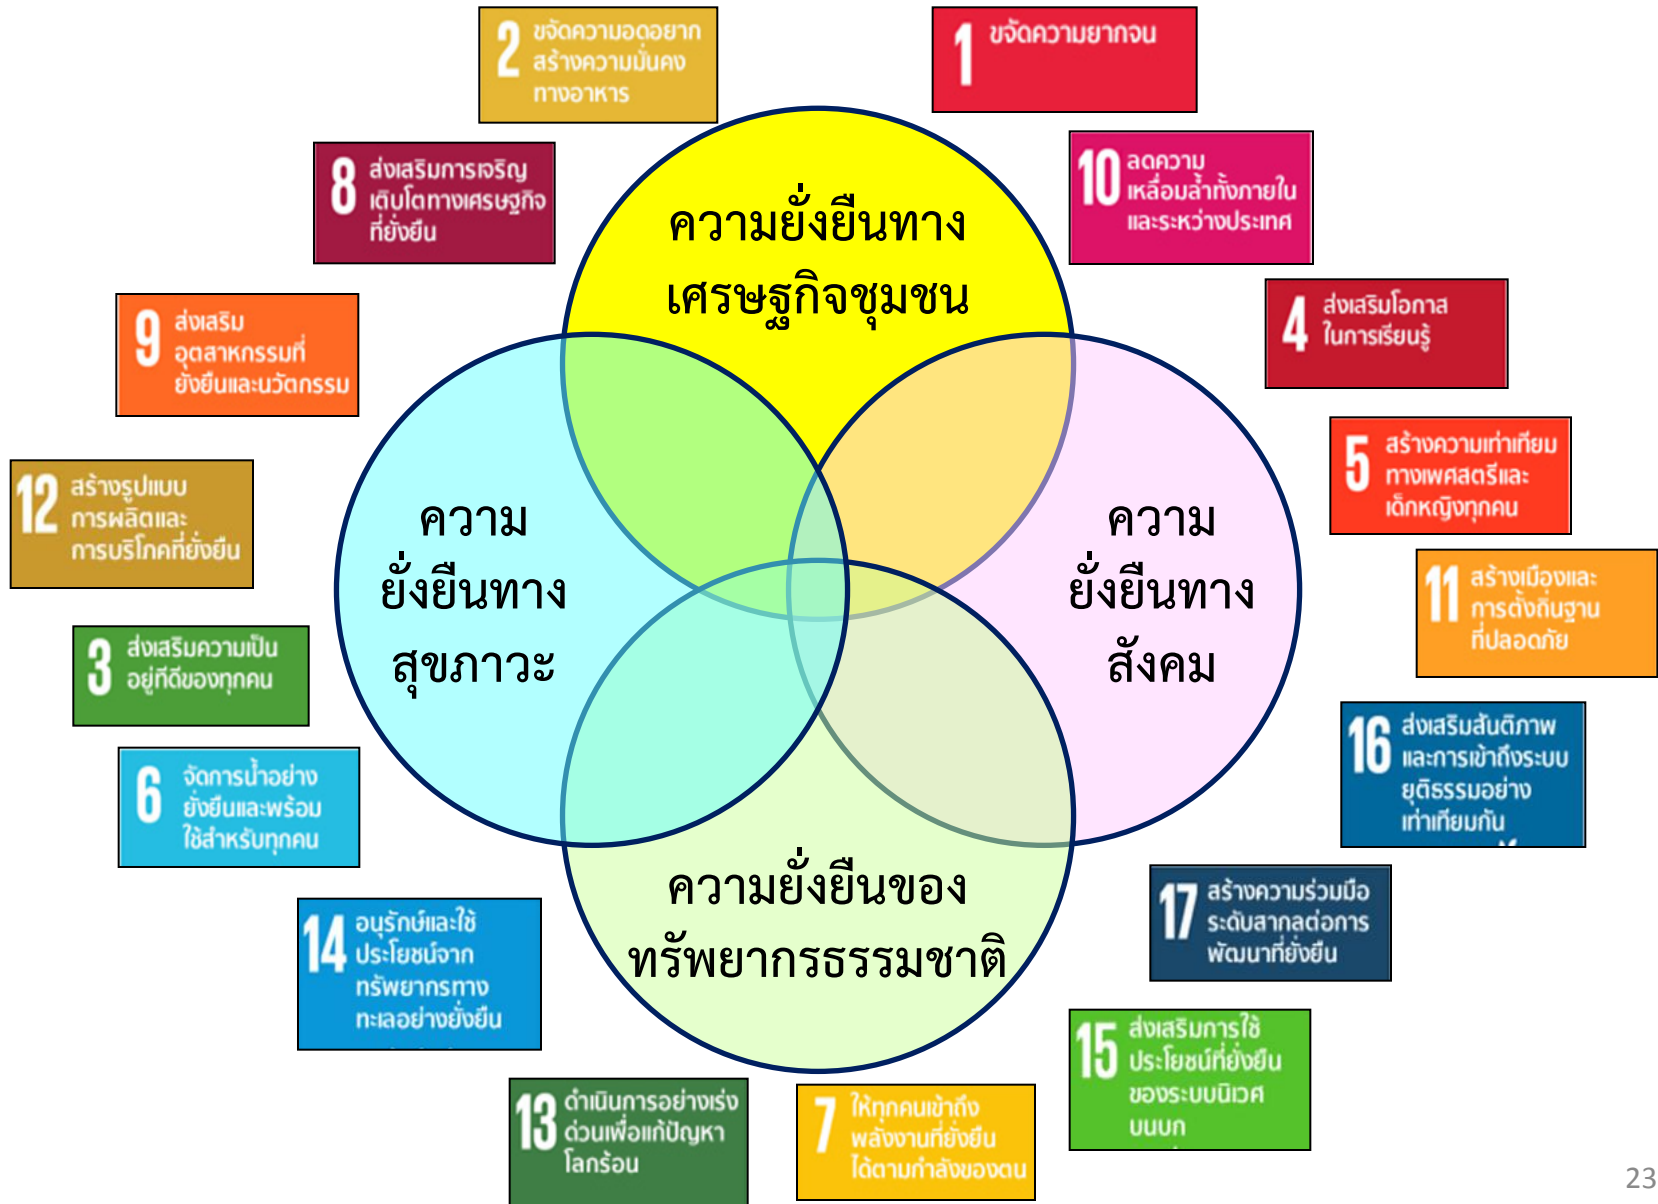 2 ขจัดความอดอยาก
สร้างความมั่นคง
ทางอาหาร
1 ขจัดความยากจน
8 ส่งเสริมการเจริญ
เติบโตทางเศรษฐกิจ
ที่ยั่งยืน
10 ลดความ
เหลื่อมล้ำทั้งภายใน
และระหว่างประเทศ
ความยั่งยืนทาง
เศรษฐกิจชุมชน
9 ส่งเสริม
อุตสาหกรรมที่
ยั่งยืนและนวัตกรรม
4 ส่งเสริมโอกาส
ในการเรียนรู้
12 สร้างรูปแบบ
การผลิตและ
การบริโภคที่ยั่งยืน
5 สร้างความเท่าเทียม
ทางเพศสตรีและ
เด็กหญิงทุกคน
ความ
ยั่งยืนทาง
สุขภาวะ
ความ
ยั่งยืนทาง
สังคม
11 สร้างเมืองและ
การตั้งถิ่นฐาน
ที่ปลอดภัย
3 ส่งเสริมความเป็น
อยู่ที่ดีของทุกคน
16 ส่งเสริมสันติภาพ
และการเข้าถึงระบบ
ยุติธรรมอย่าง
เท่าเทียมกัน
6 จัดการน้ำอย่าง
ยั่งยืนและพร้อม
ใช้สำหรับทุกคน
ความยั่งยืนของ
ทรัพยากรธรรมชาติ
17 สร้างความร่วมมือ
ระดับสากลต่อการ
พัฒนาที่ยั่งยืน
14 อนุรักษ์และใช้
ประโยชน์จาก
ทรัพยากรทาง
ทะเลอย่างยั่งยืน
15 ส่งเสริมการใช้
ประโยชน์ที่ยั่งยืน
ของระบบนิเวศ
บนบก
13 ดำเนินการอย่างเร่ง
ด่วนเพื่อแก้ปัญหา
โลกร้อน
7 ให้ทุกคนเข้าถึง
พลังงานที่ยั่งยืน
ได้ตามกำลังของตน
23